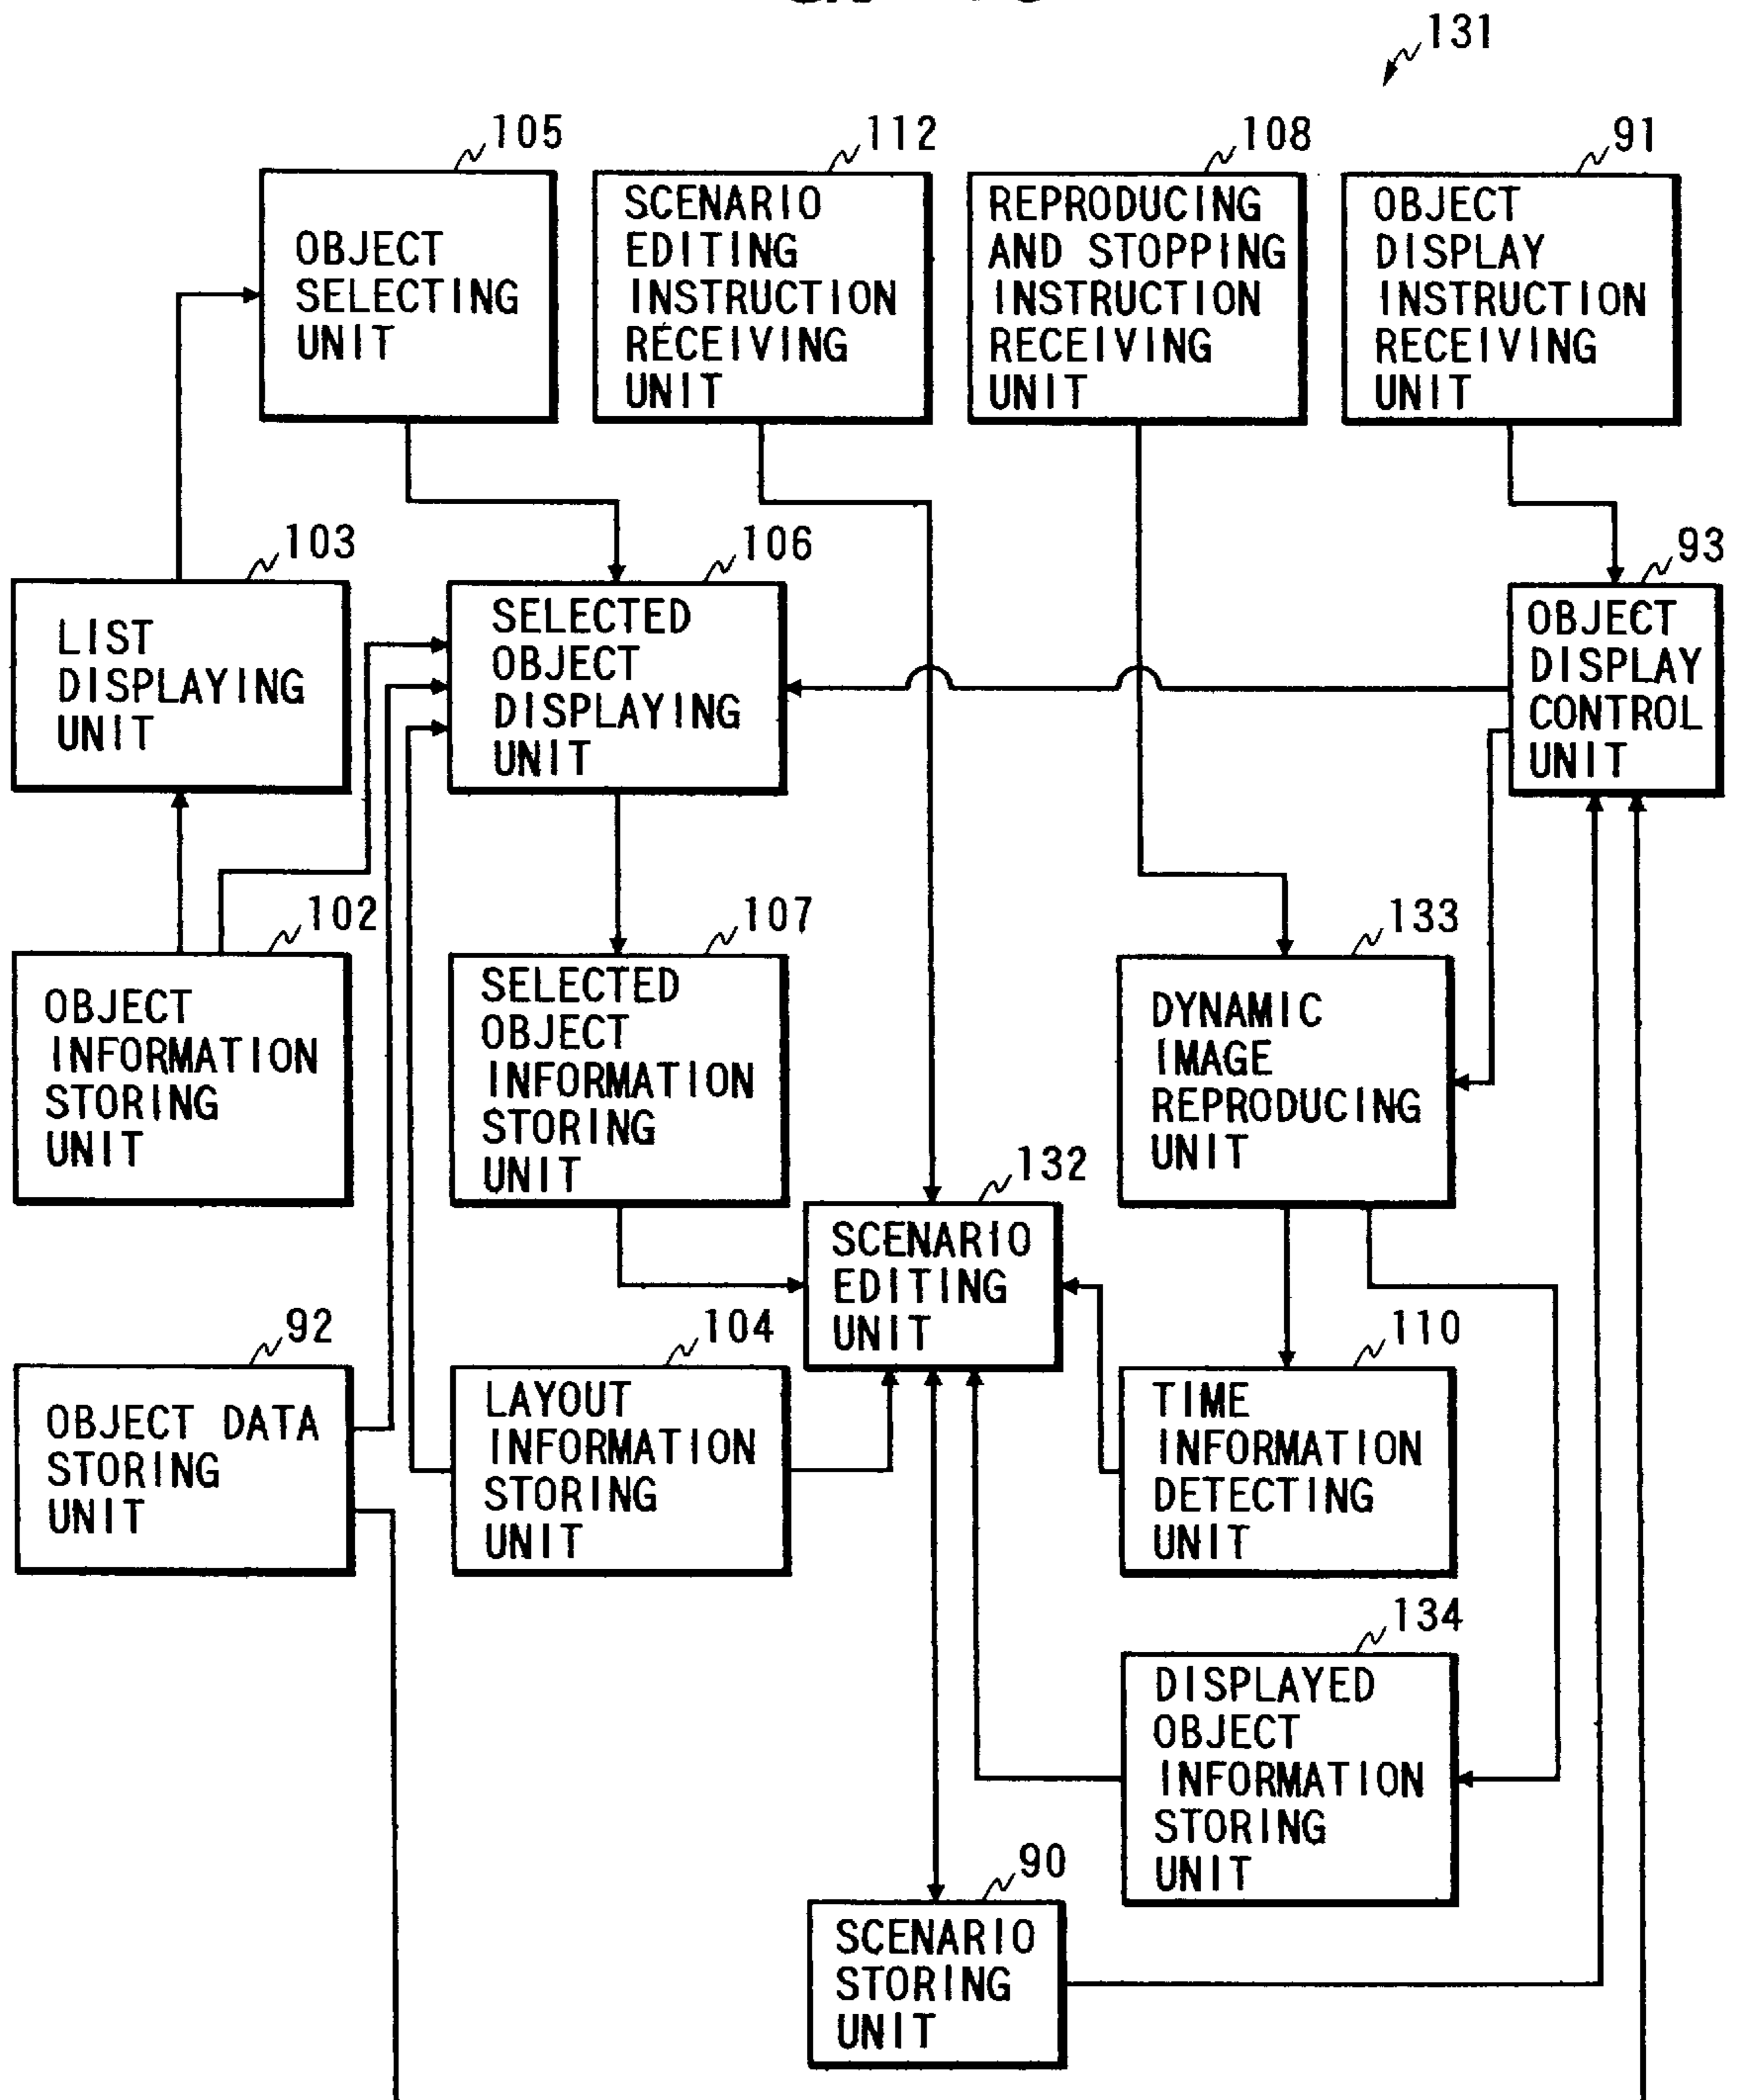 131
105
OBJECT
SELECTING
UNIT
112
SCENARIO
EDITING
INSTRUCTION
RECEIVING
UNIT
108
REPRODUCING
AND STOPPING
INSTRUCTION
RECEIVING
UNIT
91
OBJECT
DISPLAY
INSTRUCTION
RECEIVING
UNIT
103
LIST
DISPLAYING
UNIT
106
SELECTED
OBJECT
DISPLAYING
UNIT
93
OBJECT
DISPLAY
CONTROL
UNIT
102
OBJECT
INFORMATION
STORING
UNIT
107
SELECTED
OBJECT
INFORMATION
STORING
UNIT
133
DYNAMIC
IMAGE
REPRODUCING
UNIT
132
SCENARIO
EDITING
UNIT
92
OBJECT DATA
STORING
UNIT
104
LAYOUT
INFORMATION
STORING
UNIT
110
TIME
INFORMATION
DETECTING
UNIT
134
DISPLAYED
OBJECT
INFORMATION
STORING
UNIT
90
SCENARIO
STORING
UNIT